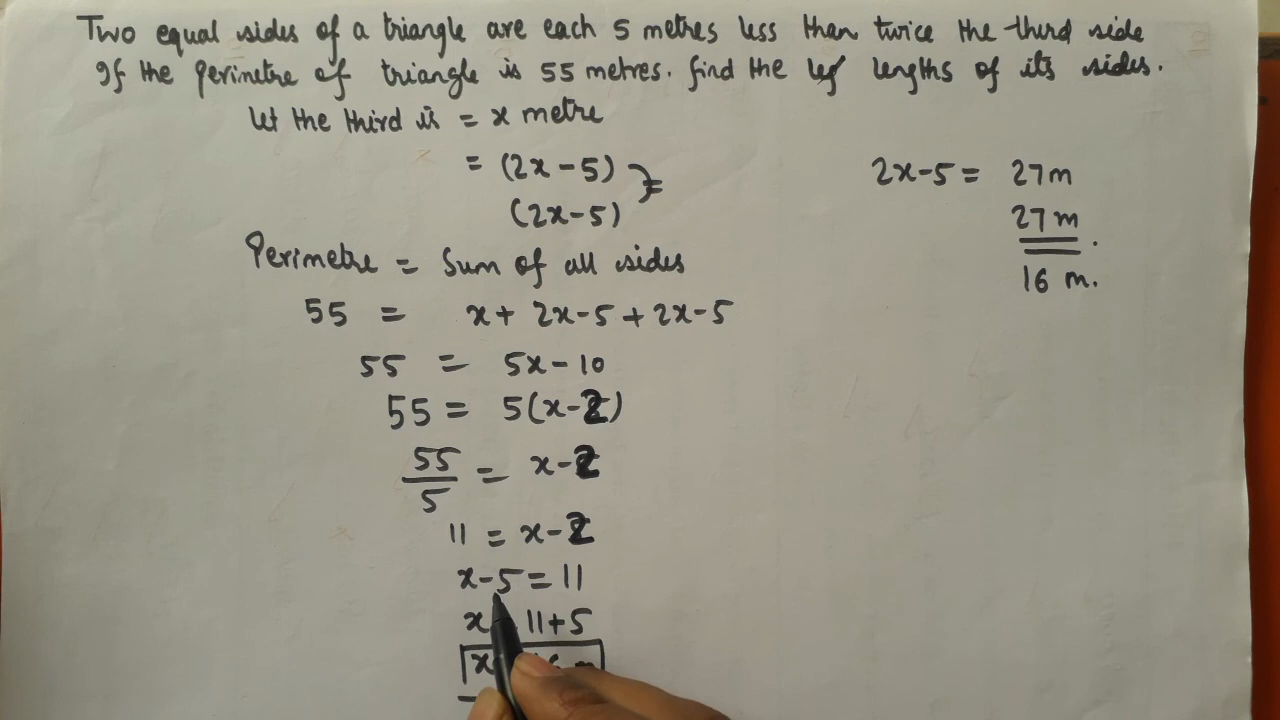 Two equal sides of a triangle are each 5 metres less than twice the third side
If the Perimetre of triangle is 55 metres. find the lengths of its sides.
Let the third is = x metre
= (2x-5)
(2x-5) =
Perimetre = Sum of all sides
55 = x+ 2x-5+2x-5
55 = 5x-10
55 = 5(x-2)
55/5 = x-2
11 = x-2
x-5=11
x 11+5
x
2x-5= 27m
27m.
16 m.